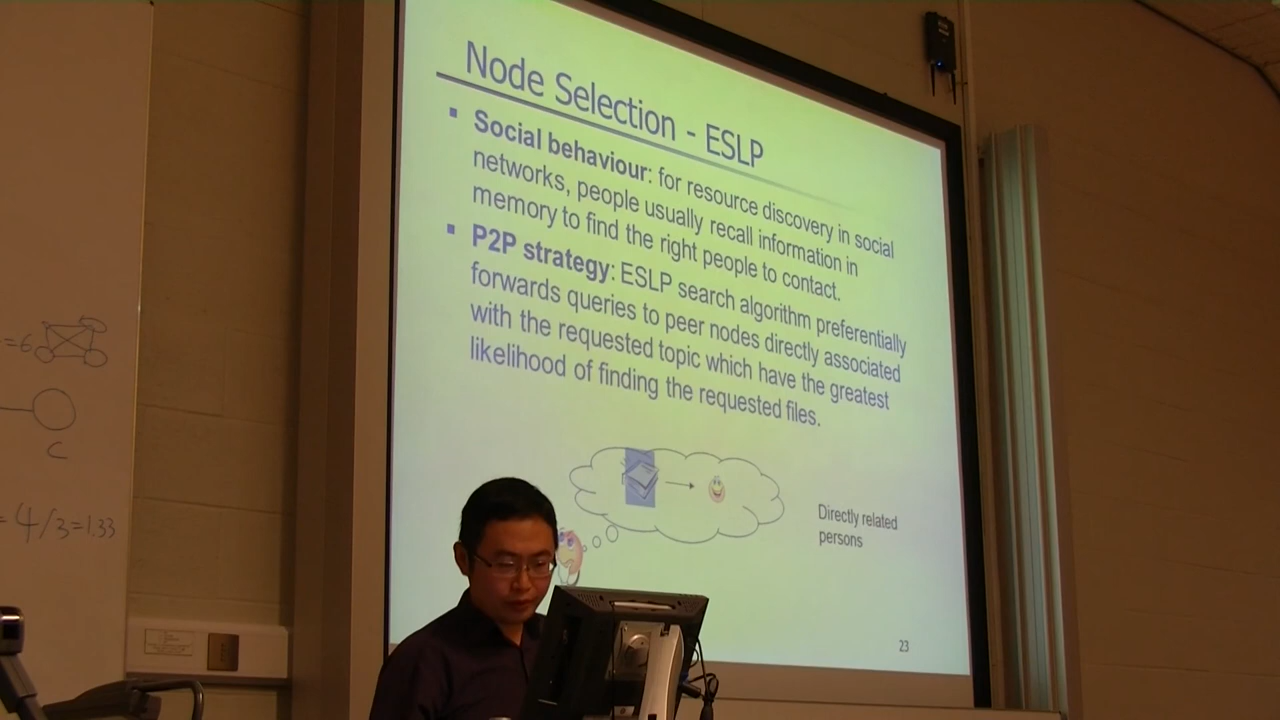 Node Selection - ESLP
▪ Social behaviour: for resource discovery in social
networks, people usually recall information in
memory to find the right people to contact.
▪ P2P strategy: ESLP search algorithm preferentially
forwards queries to peer nodes directly associated
with the requested topic which have the greatest
likelihood of finding the requested files.
Directly related
persons
23
=6
C
=4/3=1.33